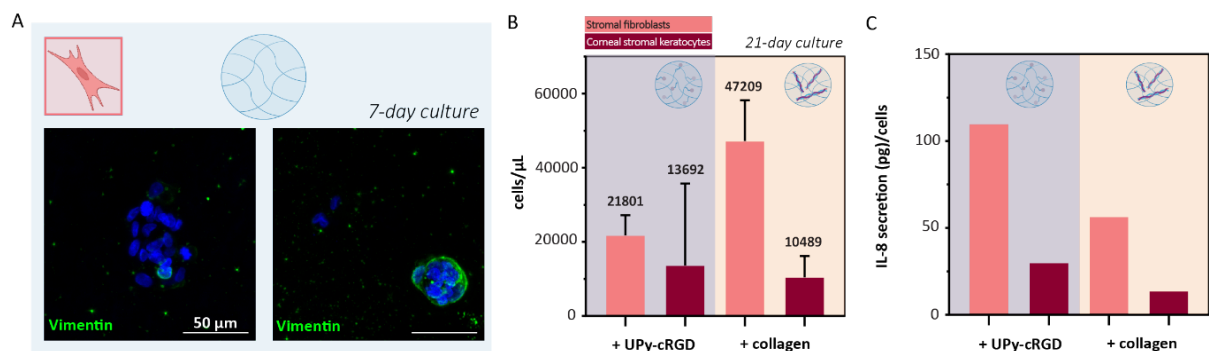 A
7-day culture
Vimentin
50 µm
Vimentin
B
Stromal fibroblasts
Corneal stromal keratocytes
21-day culture
cells/µL
60000
40000
20000
0
21801
13692
47209
10489
+ UPy-cRGD
+ collagen
C
IL-8 secretion (pg)/cells
150
100
50
0
+ UPy-cRGD
+ collagen